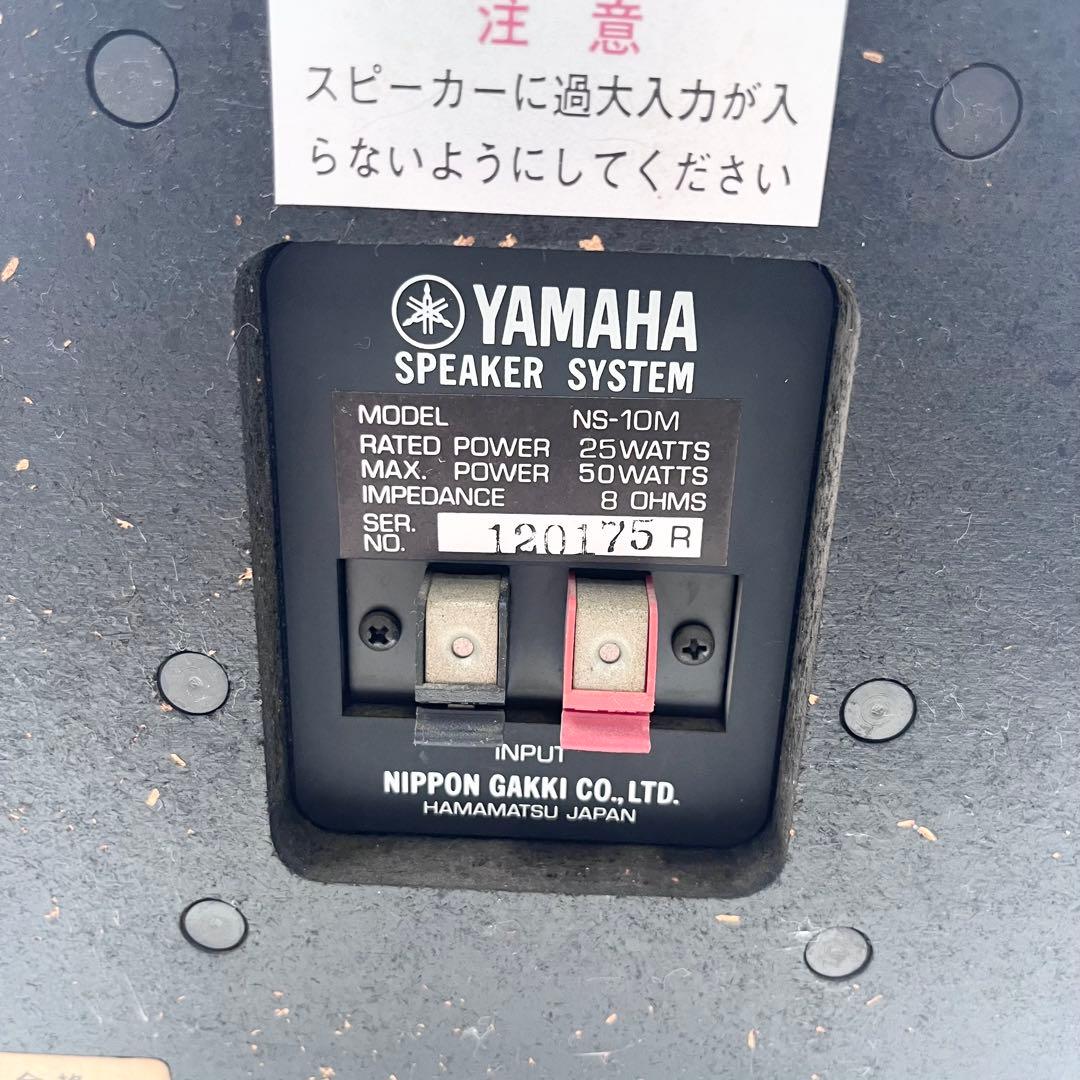 注意
スピーカーに過大入力が入
らないようにしてください
YAMAHA
SPEAKER SYSTEM
MODEL NS-10M
RATED POWER 25WATTS
MAX. POWER 50WATTS
IMPEDANCE 8 OHMS
SER. NO. 120175 R
INPUT
NIPPON GAKKI CO., LTD.
HAMAMATSU JAPAN